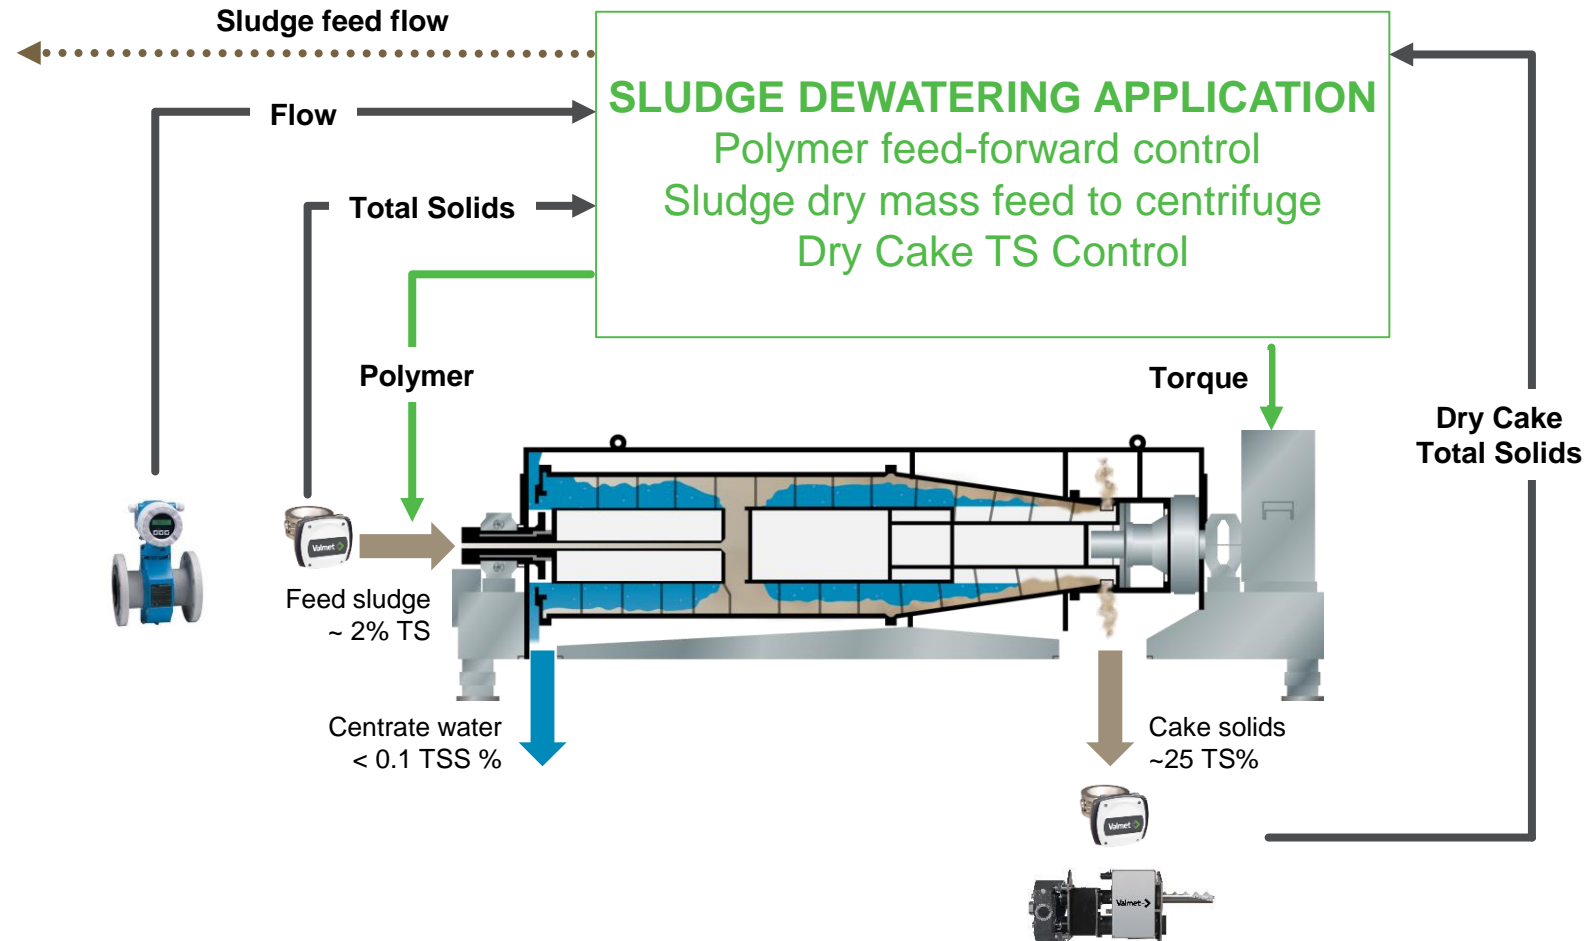 Sludge feed flow
Flow
Total Solids
SLUDGE DEWATERING APPLICATION
Polymer feed-forward control
Sludge dry mass feed to centrifuge
Dry Cake TS Control
Polymer
Torque
Dry Cake
Total Solids
Valmet
Feed sludge
~ 2% TS
Centrate water
< 0.1 TSS %
Cake solids
~25 TS%
Valmet
Valmet